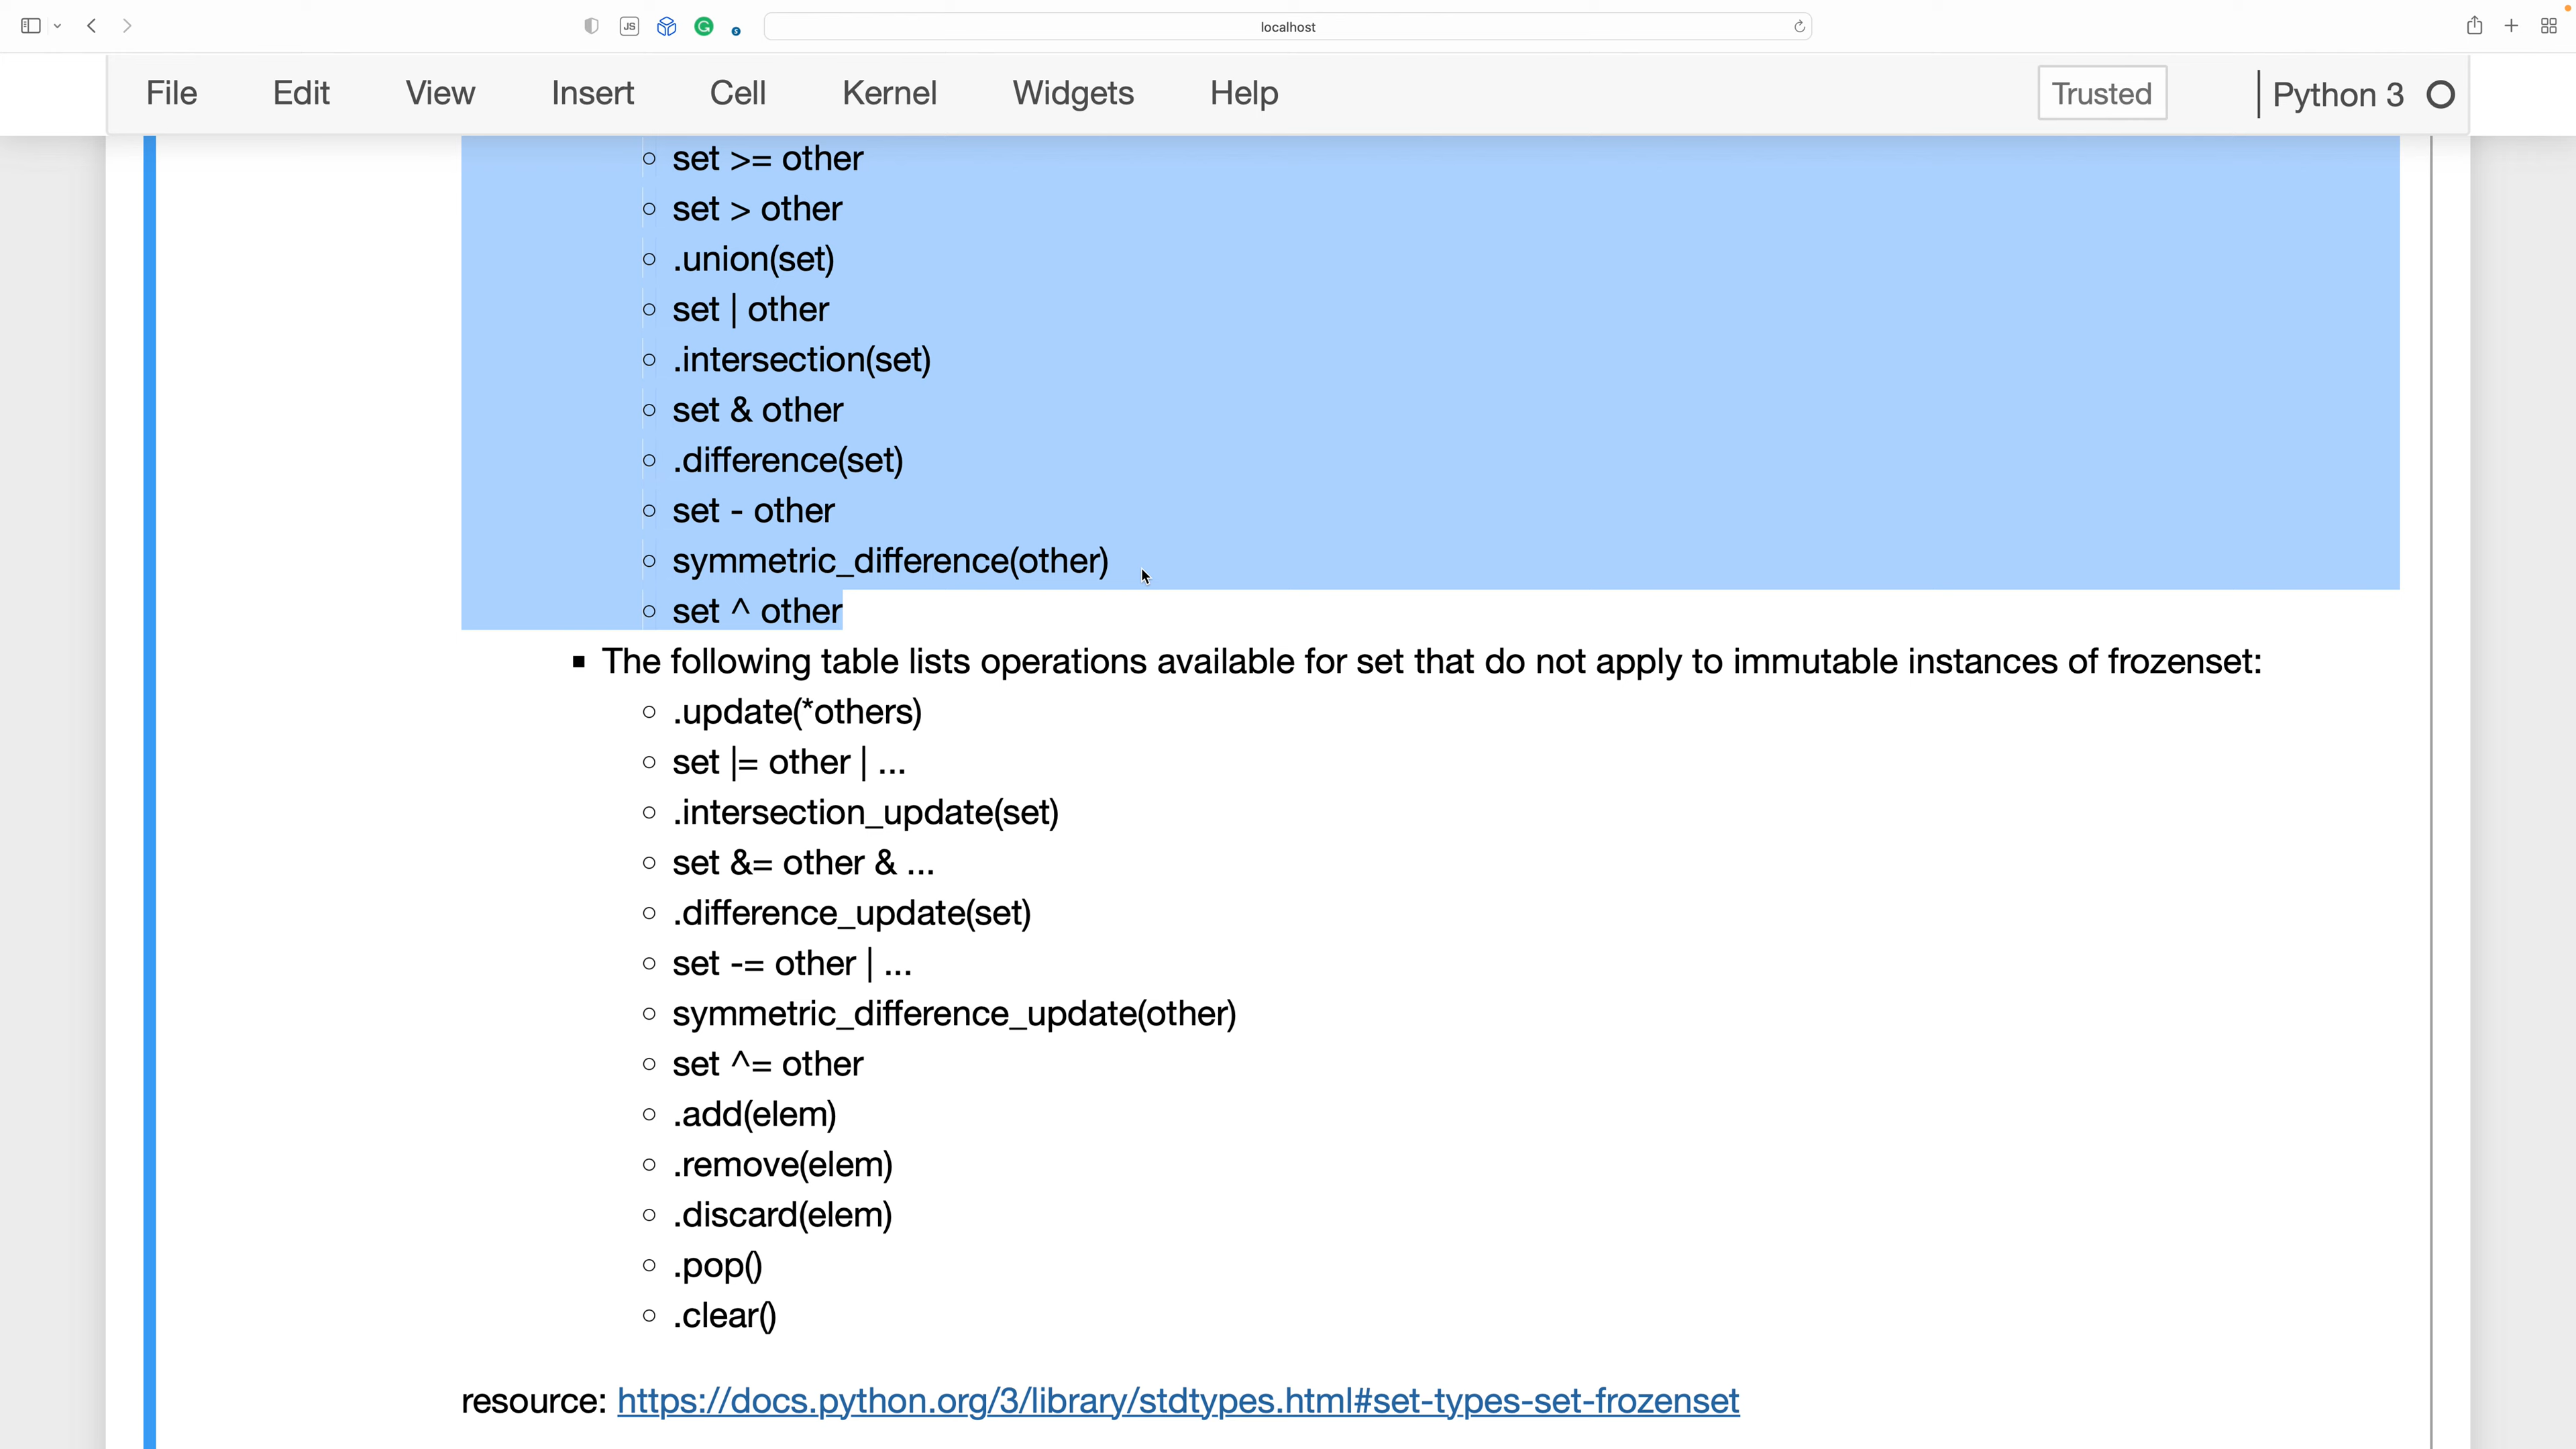 localhost
File Edit View Insert Cell Kernel Widgets Help Trusted Python 3
set >= other
set > other
.union(set)
set | other
.intersection(set)
set & other
.difference(set)
set - other
symmetric_difference(other)
set ^ other
The following table lists operations available for set that do not apply to immutable instances of frozenset:
.update(*others)
set |= other | ...
.intersection_update(set)
set &= other & ...
.difference_update(set)
set -= other | ...
symmetric_difference_update(other)
set ^= other
.add(elem)
.remove(elem)
.discard(elem)
.pop()
.clear()
resource: https://docs.python.org/3/library/stdtypes.html#set-types-set-frozenset